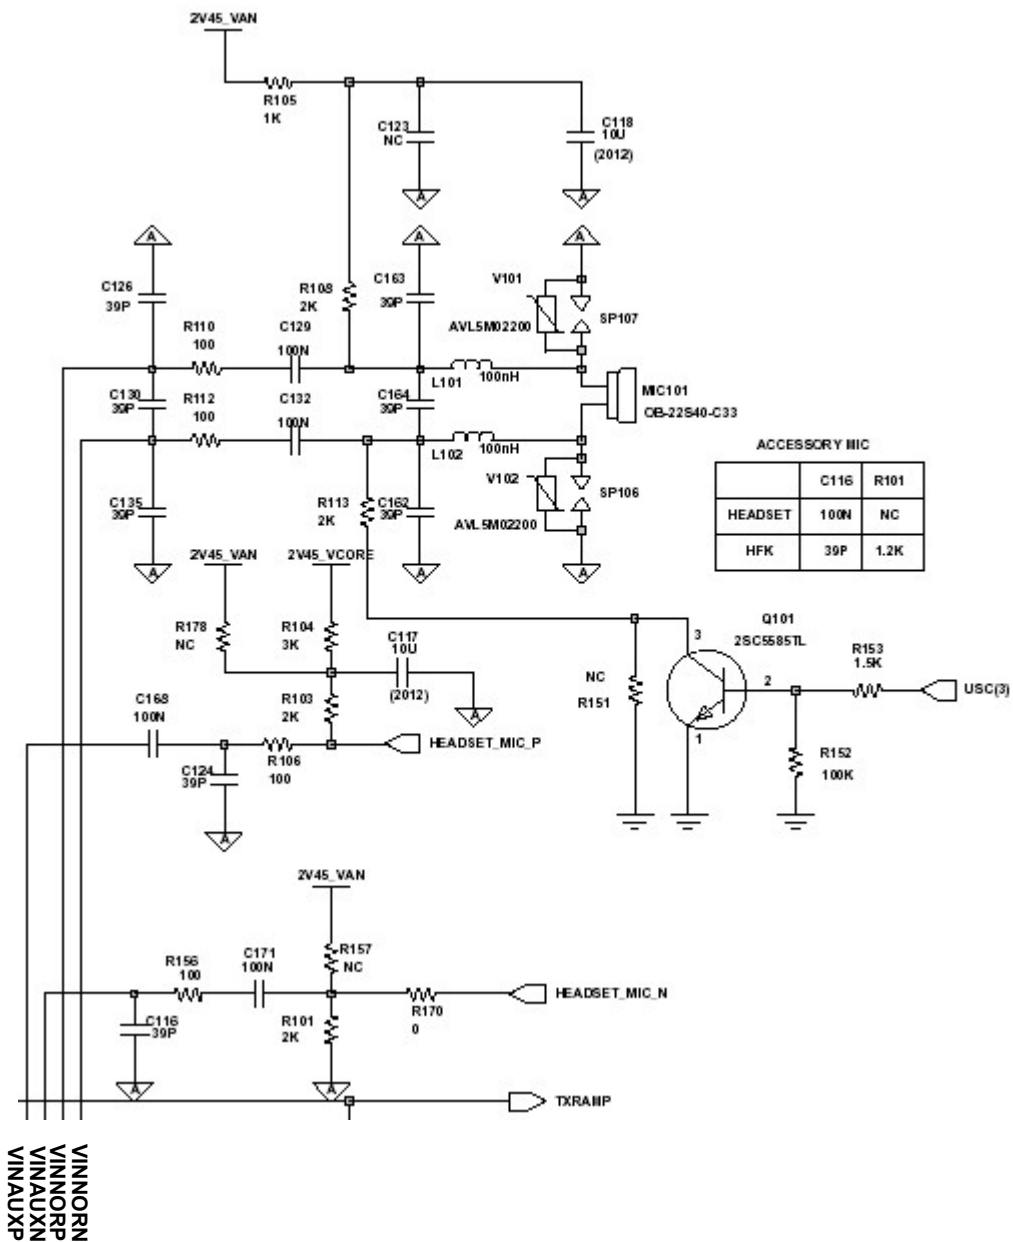 2V45_VAN
R105
1K
C123
NC
C118
10U
(2012)
A
A
A
A
A
C126
39P
R108
2K
C163
39P
V101
AVL5M02200
SP107
R110
100
C129
100N
L101
100nH
MIC101
OB-22S40-C33
C130
39P
R112
100
C132
100N
C164
39P
L102
100nH
ACCESSORY MIC
C116 R101
HEADSET 100N NC
HFK 39P 1.2K
C135
39P
R113
2K
C162
39P
V102
AVL5M02200
SP106
A
A
A
2V45_VAN
2V45_VCORE
R178
NC
R104
3K
C117
10U
(2012)
A
Q101
2SC5585TL
3
2
1
R153
1.5K
USC(3)
NC
R151
R152
100K
C168
100N
R103
2K
R106
100
HEADSET_MIC_P
C124
39P
A
2V45_VAN
R157
NC
C171
100N
R156
100
HEADSET_MIC_N
R170
0
C116
39P
R101
2K
A
A
TXRAMP
VINNORN
VINNORP
VINAUXN
VINAUXP